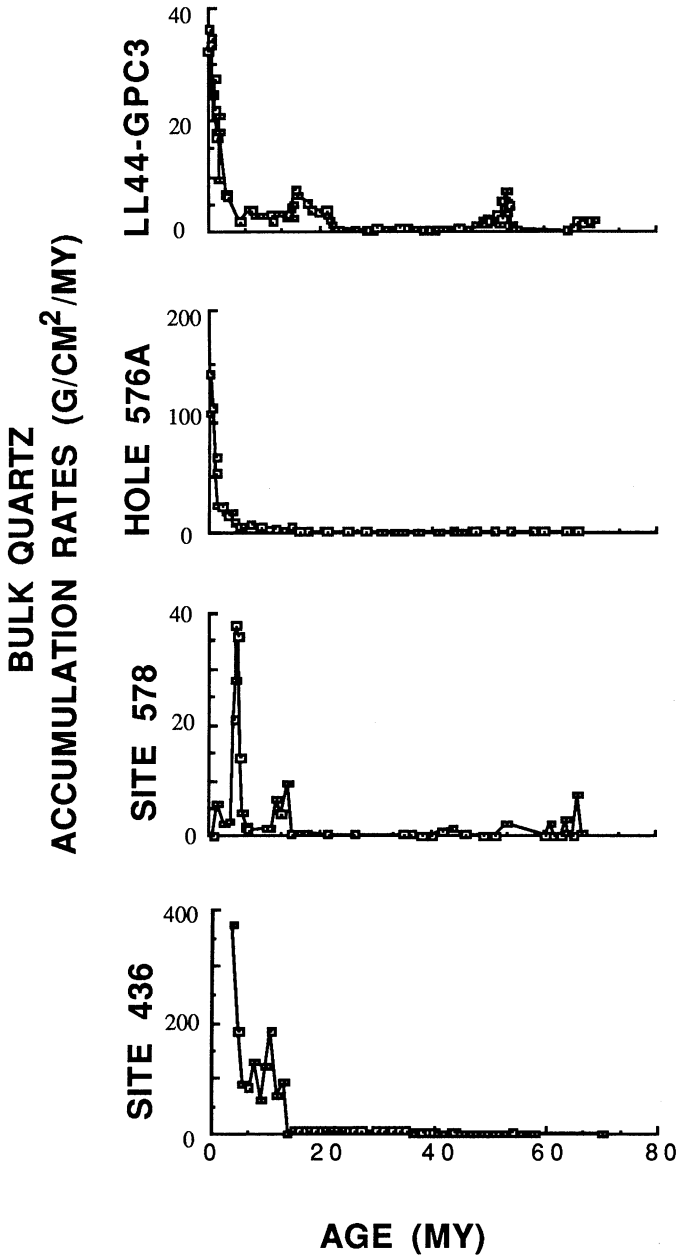 BULK QUARTZ
ACCUMULATION RATES (G/CM²/MY)
LL44-GPC3
40
20
0
HOLE 576A
200
100
0
SITE 578
40
20
0
SITE 436
400
200
0
0 20 40 60 80
AGE (MY)